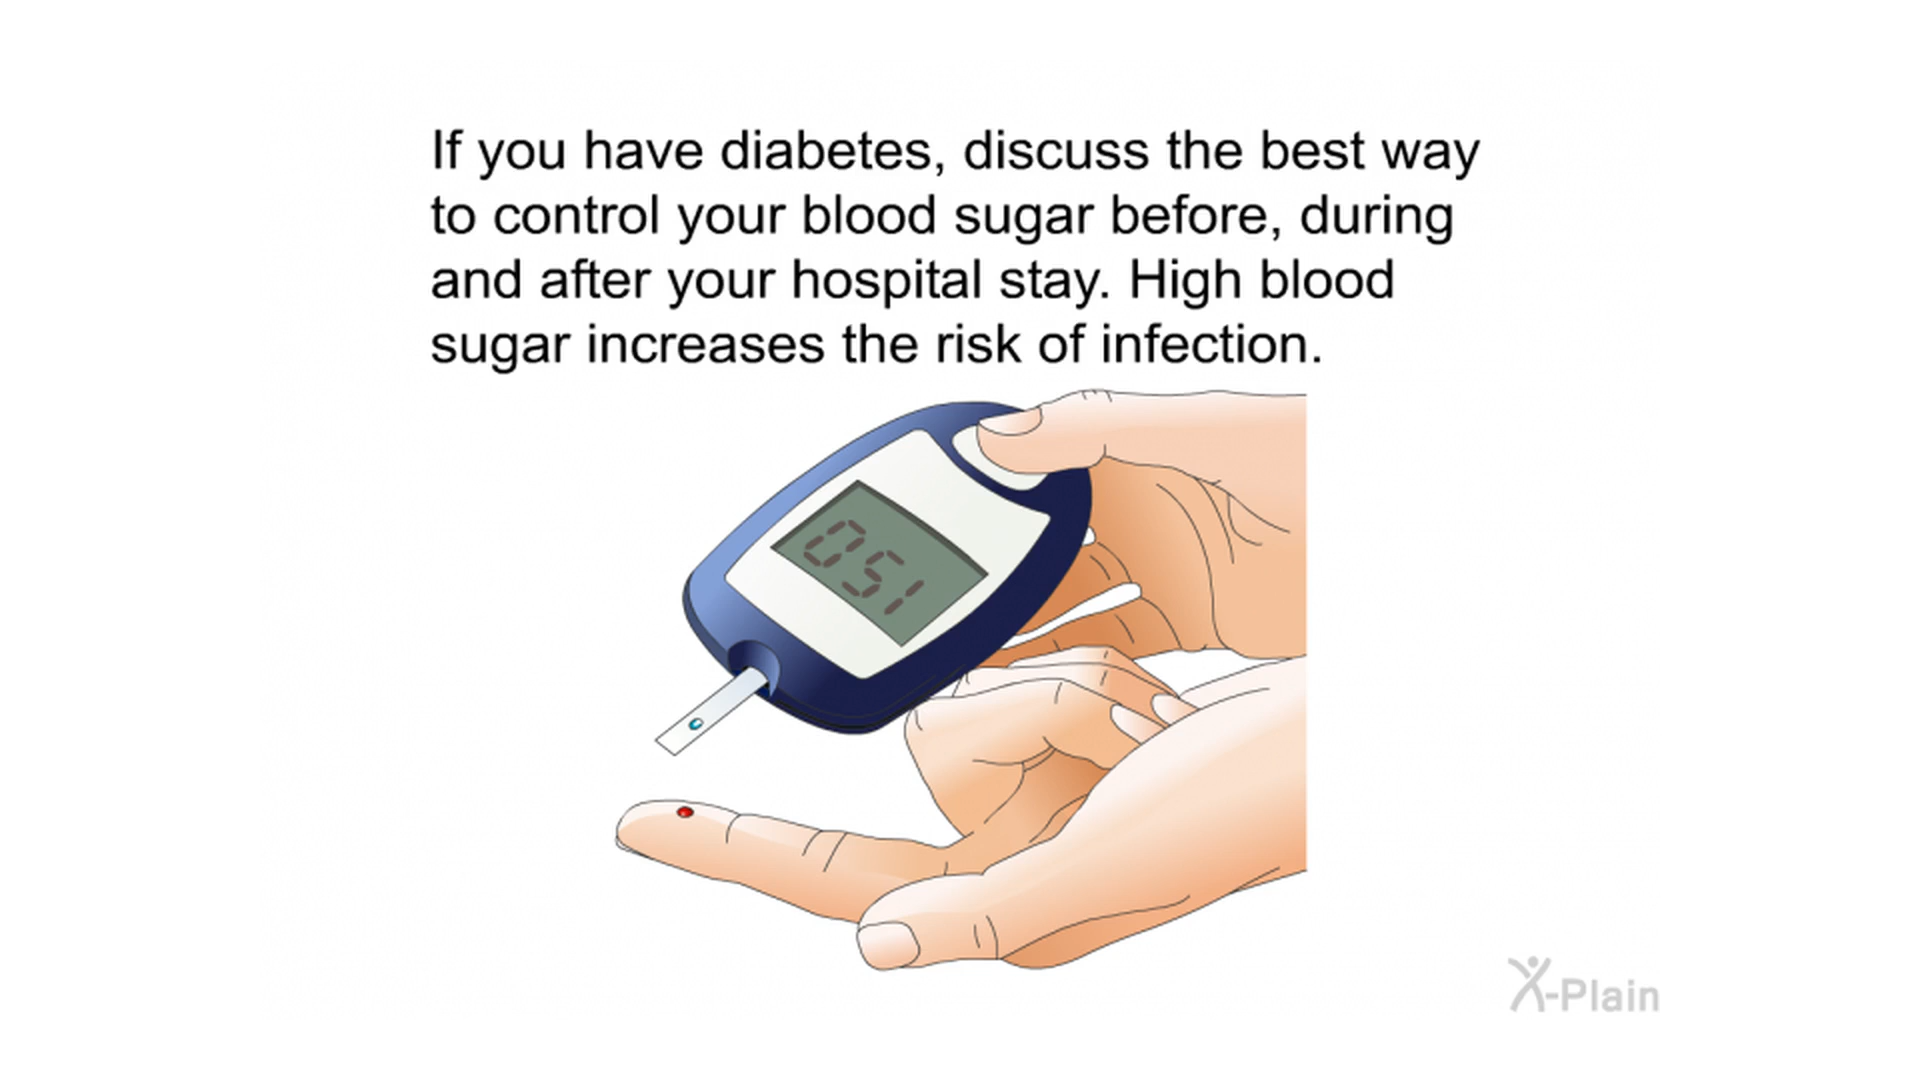 If you have diabetes, discuss the best way
to control your blood sugar before, during
and after your hospital stay. High blood
sugar increases the risk of infection.
051
X-Plain